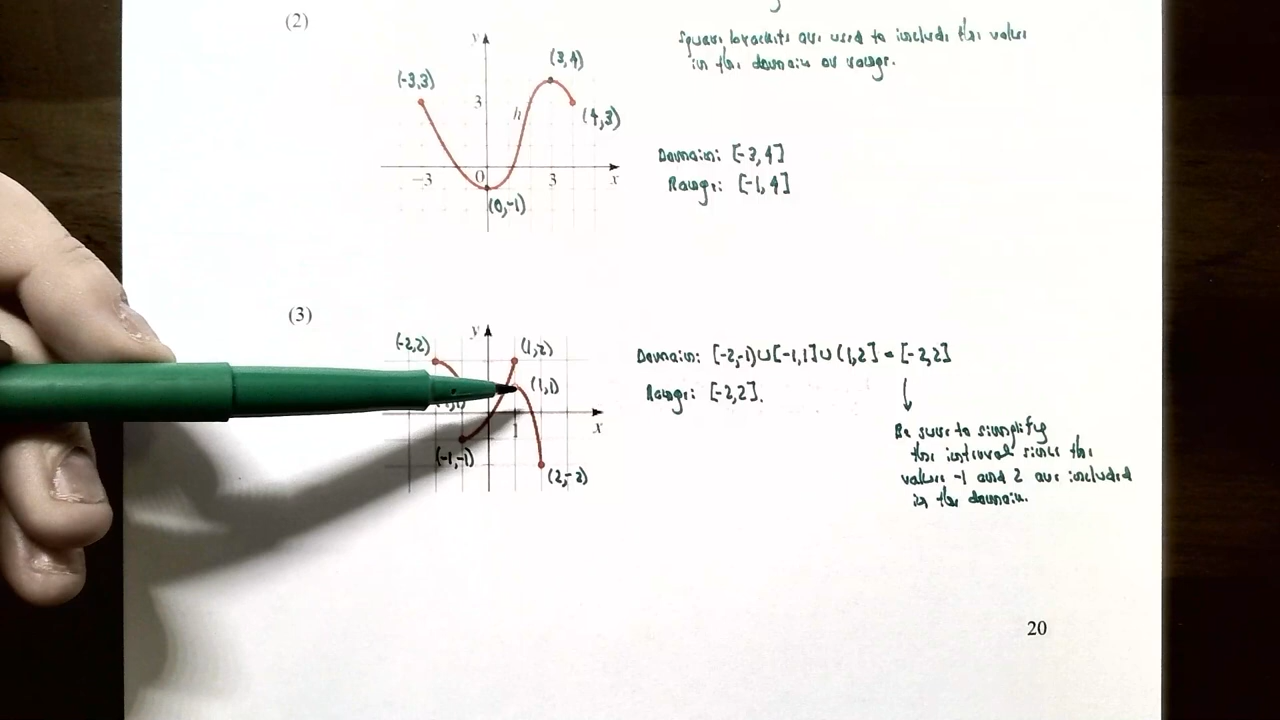 (2)
Square brackets are used to include the value
in the domain or range.
y
(3,4)
(-3,3)
3
h
(4,3)
Domain: [-3,4]
-3
0
3
x
Range: [-1,4]
(0,-1)
(3)
y
(-2,2)
(1,2)
Domain: [-2,-1)∪[-1,1]∪(1,2] = [-2,2]
(1,1)
Range: [-2,2].
x
1
Be sure to simplify
the interval since the
(-1,-1)
values -1 and 2 are included
(2,-2)
in the domain.
20